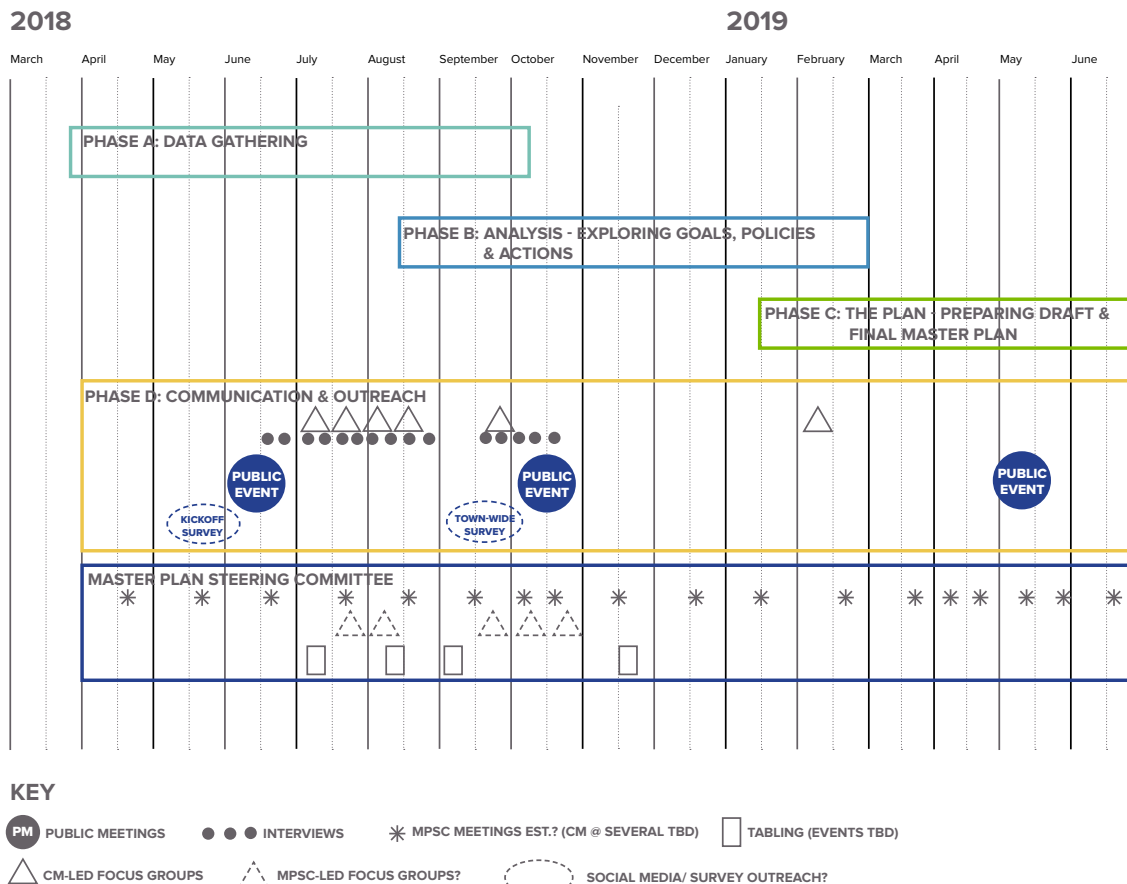 2018 2019
March April May June July August September October November December January February March April May June
PHASE A: DATA GATHERING
PHASE B: ANALYSIS - EXPLORING GOALS, POLICIES
& ACTIONS
PHASE C: THE PLAN - PREPARING DRAFT &
FINAL MASTER PLAN
PHASE D: COMMUNICATION & OUTREACH
PUBLIC
EVENT
PUBLIC
EVENT
PUBLIC
EVENT
KICKOFF
SURVEY
TOWN-WIDE
SURVEY
MASTER PLAN STEERING COMMITTEE
KEY
PM PUBLIC MEETINGS INTERVIEWS MPSC MEETINGS EST.? (CM @ SEVERAL TBD) TABLING (EVENTS TBD)
CM-LED FOCUS GROUPS MPSC-LED FOCUS GROUPS? SOCIAL MEDIA/ SURVEY OUTREACH?